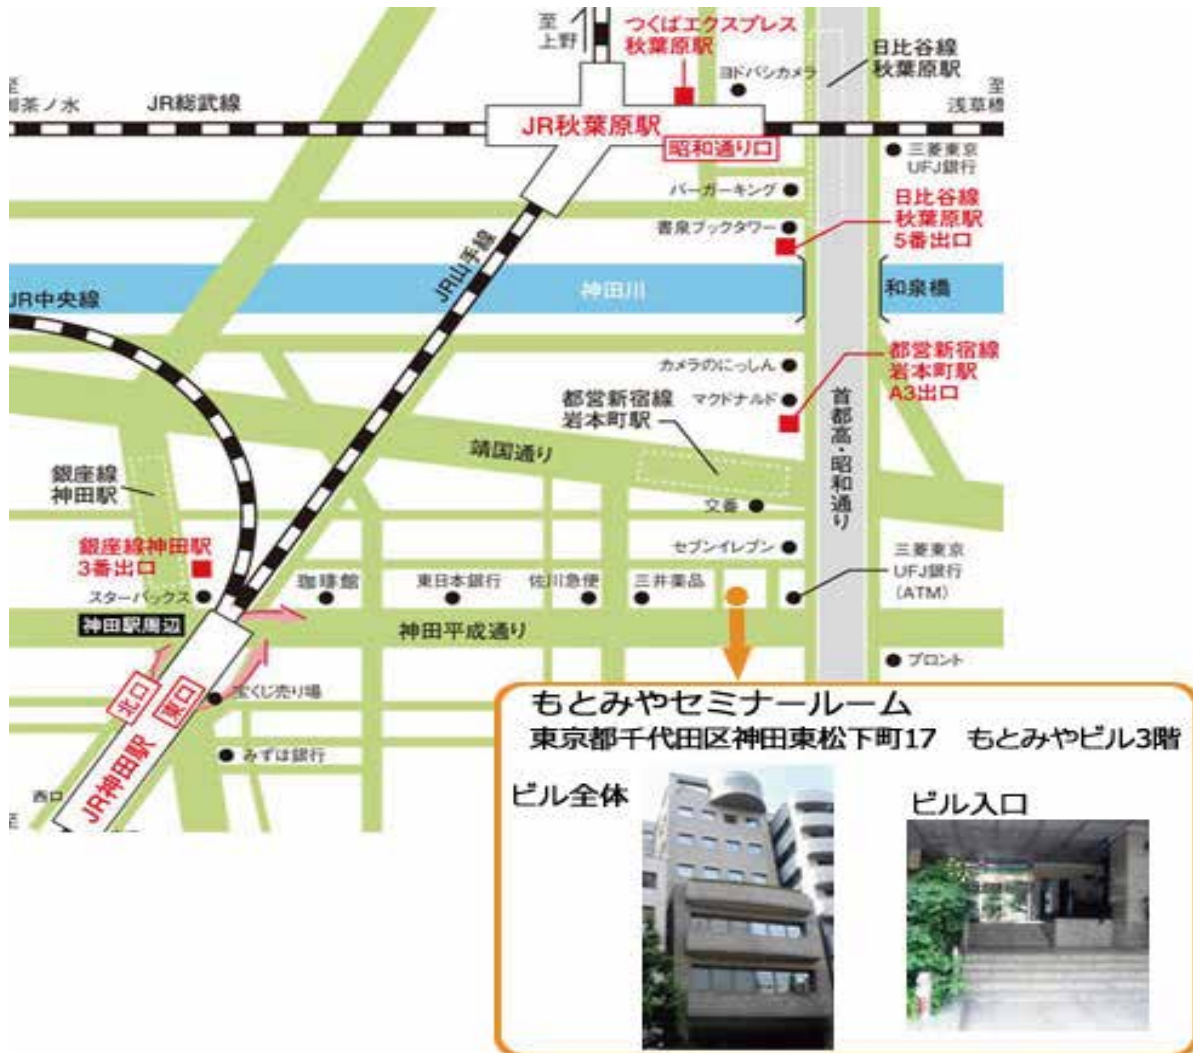 至
上野
つくばエクスプレス
秋葉原駅
ヨドバシカメラ
日比谷線
秋葉原駅
至
御茶ノ水
JR総武線
JR秋葉原駅
昭和通り口
至
浅草橋
三菱東京
UFJ銀行
バーガーキング
書泉ブックタワー
日比谷線
秋葉原駅
5番出口
JR山手線
JR中央線
神田川
和泉橋
カメラのにっしん
マクドナルド
都営新宿線
岩本町駅
A3出口
都営新宿線
岩本町駅
首都高・昭和通り
靖国通り
銀座線
神田駅
交番
銀座線神田駅
3番出口
セブンイレブン
三菱東京
UFJ銀行
(ATM)
スターバックス
珈琲館
東日本銀行
佐川急便
三井薬品
神田駅周辺
神田平成通り
プロント
北口
東口
宝くじ売り場
みずほ銀行
西口
JR神田駅
至
もとみやセミナールーム
東京都千代田区神田東松下町17 もとみやビル3階
ビル全体
ビル入口